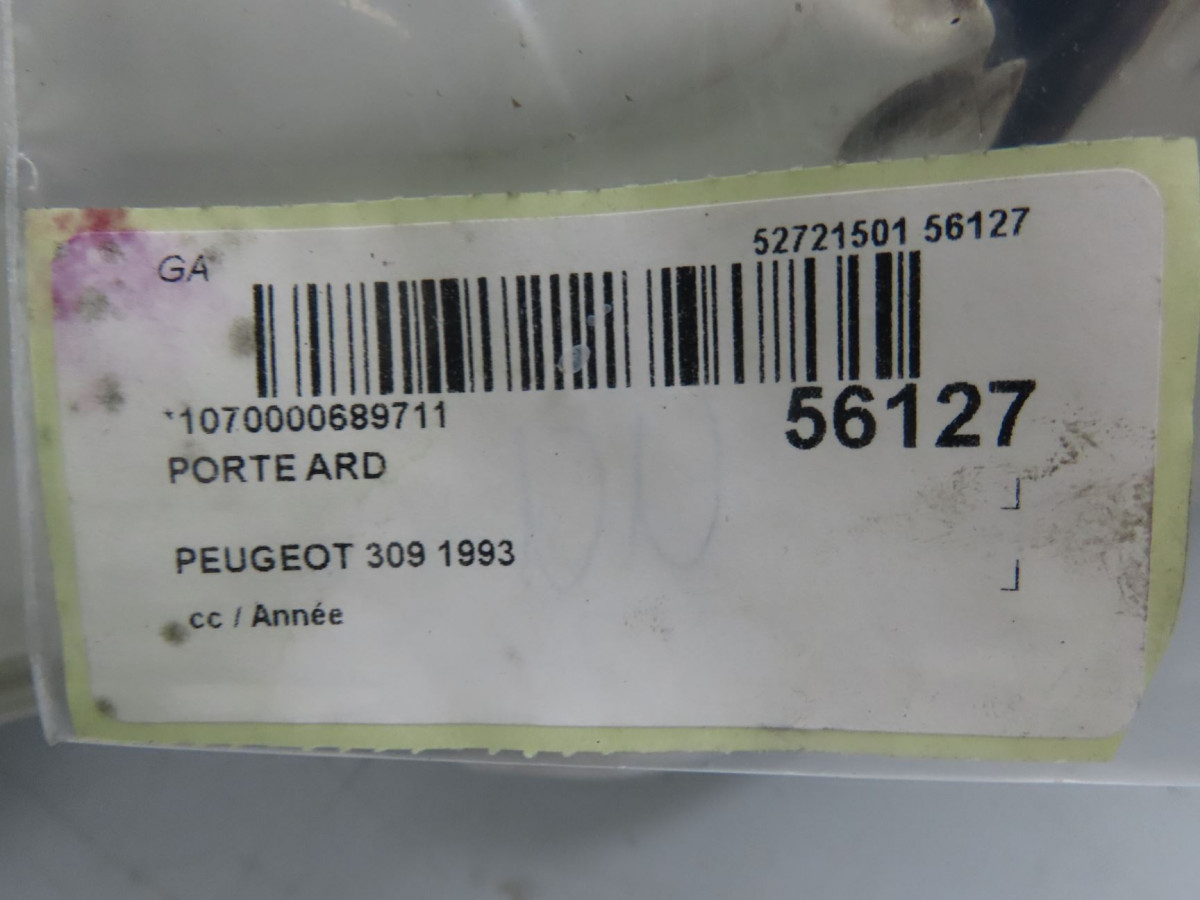 52721501 56127
GA
*1070000689711
56127
PORTE ARD
PEUGEOT 309 1993
cc / Année